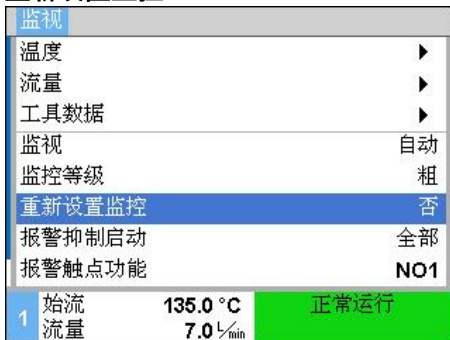 监视
温度
流量
工具数据
监视 自动
监控等级 粗
重新设置监控 否
报警抑制启动 全部
报警触点功能 NO1
1 始流 135.0 °C 正常运行
流量 7.0 L/min